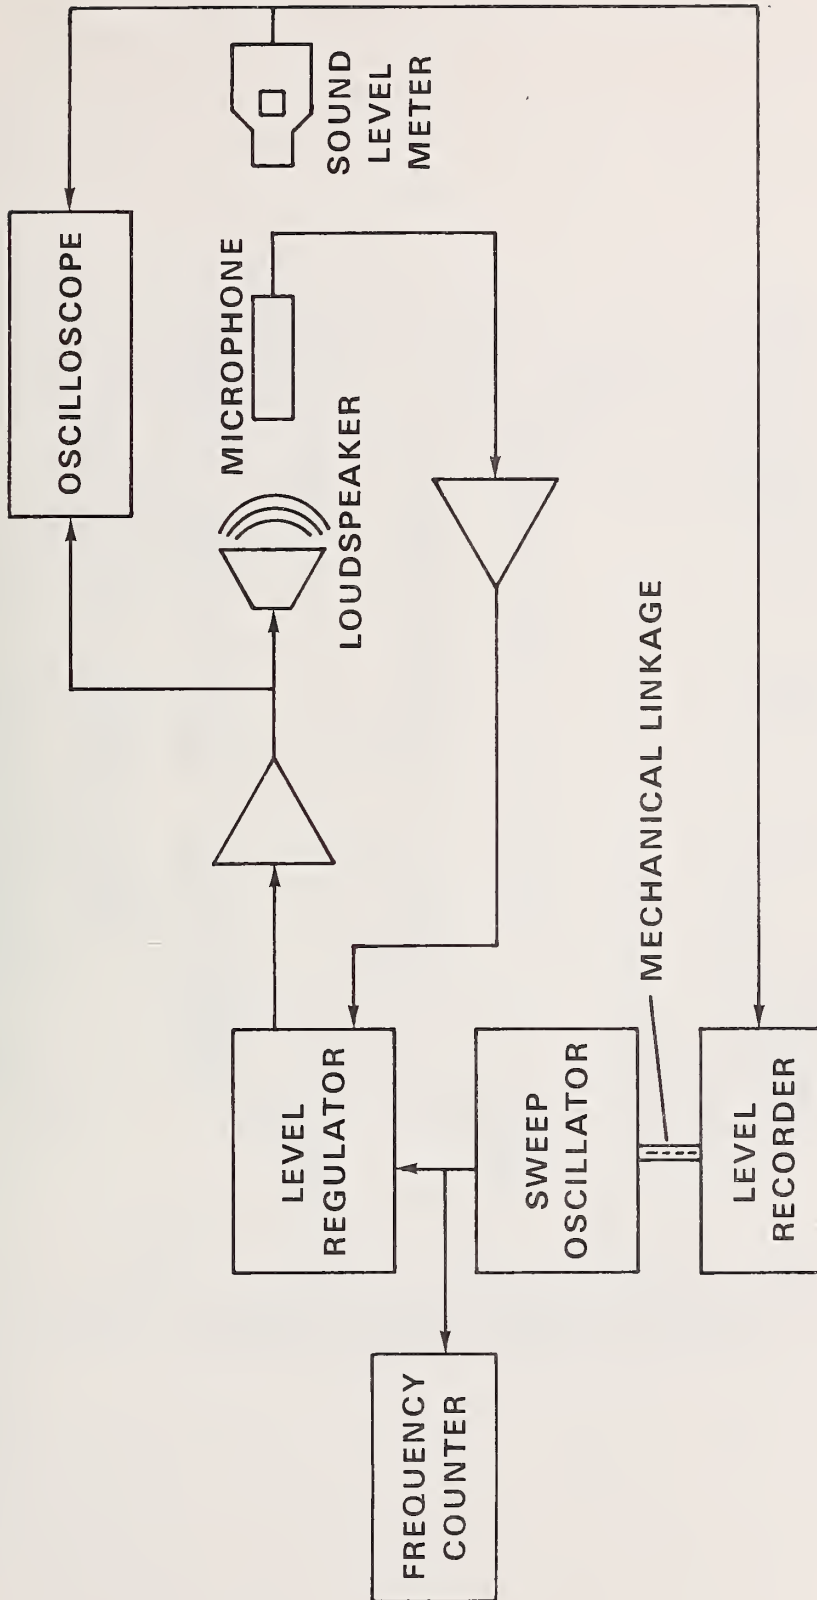 OSCILLOSCOPE
SOUND
LEVEL
METER
MICROPHONE
LOUDSPEAKER
LEVEL
REGULATOR
MECHANICAL LINKAGE
SWEEP
OSCILLATOR
LEVEL
RECORDER
FREQUENCY
COUNTER